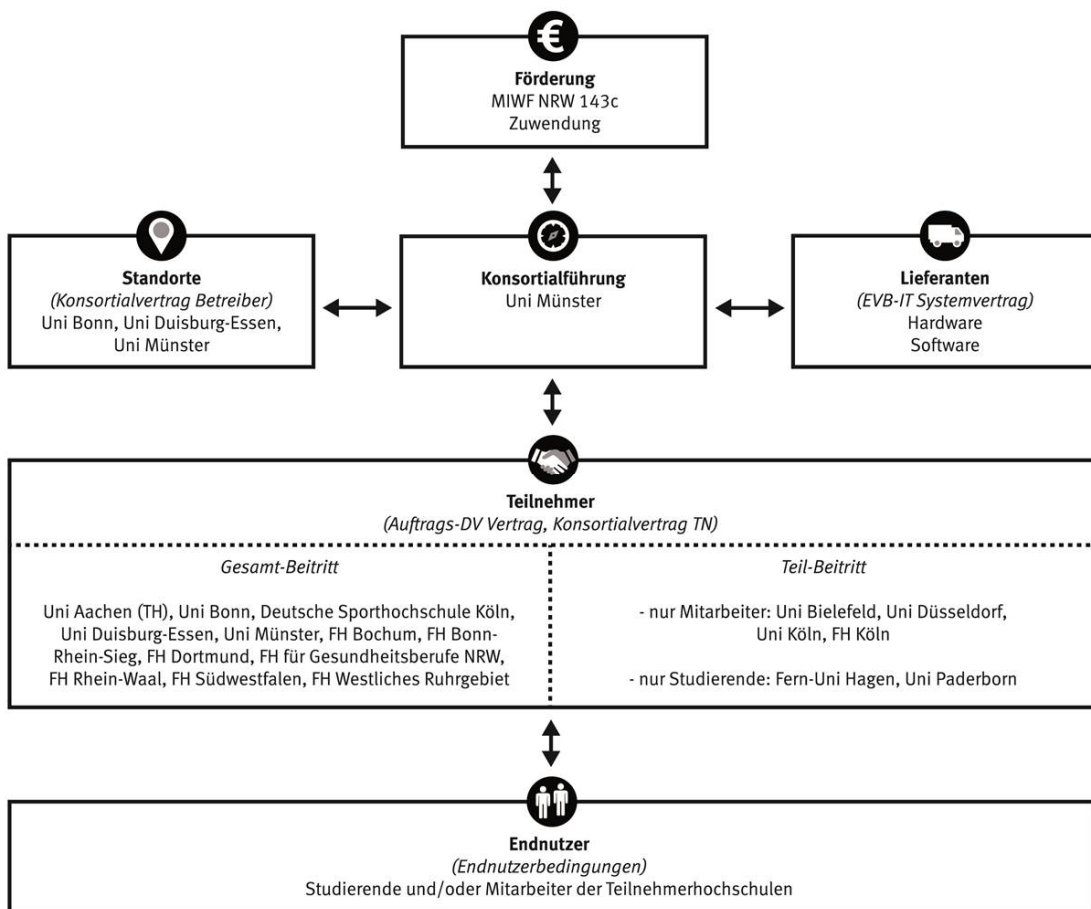 €
Förderung
MIWF NRW 143c
Zuwendung
Standorte
(Konsortialvertrag Betreiber)
Uni Bonn, Uni Duisburg-Essen,
Uni Münster
Konsortialführung
Uni Münster
Lieferanten
(EVB-IT Systemvertrag)
Hardware
Software
Teilnehmer
(Auftrags-DV Vertrag, Konsortialvertrag TN)
Gesamt-Beitritt
Uni Aachen (TH), Uni Bonn, Deutsche Sporthochschule Köln,
Uni Duisburg-Essen, Uni Münster, FH Bochum, FH Bonn-
Rhein-Sieg, FH Dortmund, FH für Gesundheitsberufe NRW,
FH Rhein-Waal, FH Südwestfalen, FH Westliches Ruhrgebiet
Teil-Beitritt
- nur Mitarbeiter: Uni Bielefeld, Uni Düsseldorf,
Uni Köln, FH Köln
- nur Studierende: Fern-Uni Hagen, Uni Paderborn
Endnutzer
(Endnutzerbedingungen)
Studierende und/oder Mitarbeiter der Teilnehmerhochschulen